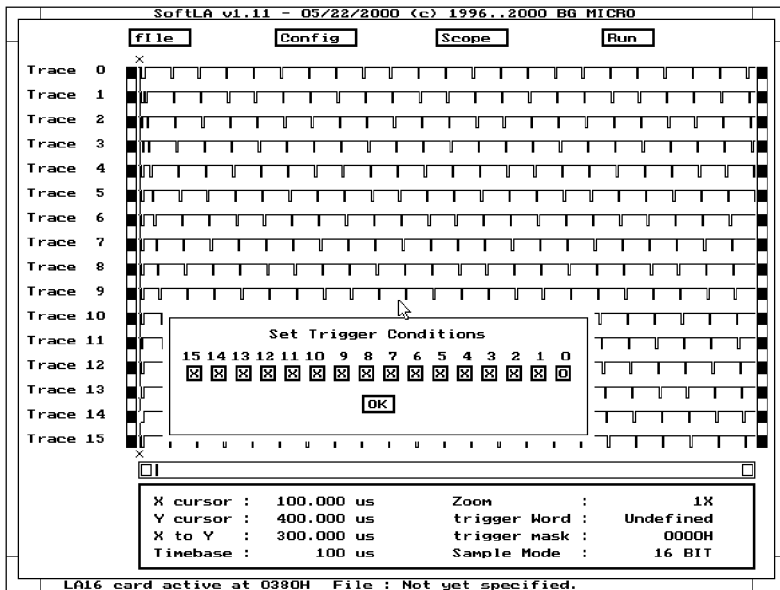 SoftLA v1.11 - 05/22/2000 (c) 1996..2000 BG MICRO
fIle Config Scope Run
Trace 0
Trace 1
Trace 2
Trace 3
Trace 4
Trace 5
Trace 6
Trace 7
Trace 8
Trace 9
Trace 10
Trace 11
Trace 12
Trace 13
Trace 14
Trace 15
Set Trigger Conditions
15 14 13 12 11 10 9 8 7 6 5 4 3 2 1 0
X X X X X X X X X X X X X X X 0
OK
X cursor : 100.000 us Zoom : 1X
Y cursor : 400.000 us trigger Word : Undefined
X to Y : 300.000 us trigger mask : 0000H
Timebase : 100 us Sample Mode : 16 BIT
LA16 card active at 0380H File : Not yet specified.